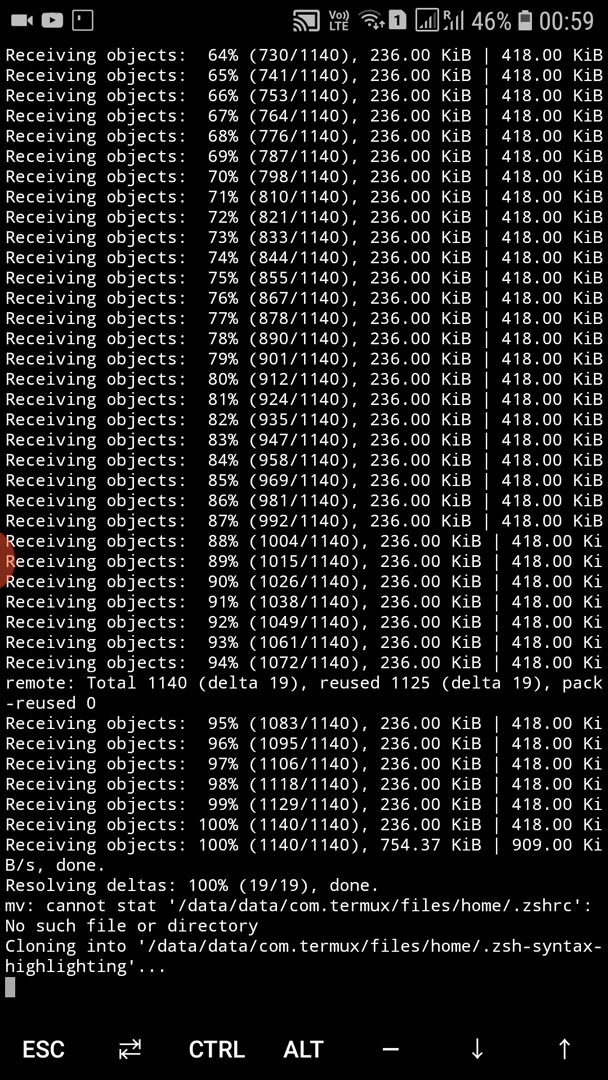 Vo)) LTE 1 R 46% 00:59
Receiving objects:  64% (730/1140), 236.00 KiB | 418.00 KiB
Receiving objects:  65% (741/1140), 236.00 KiB | 418.00 KiB
Receiving objects:  66% (753/1140), 236.00 KiB | 418.00 KiB
Receiving objects:  67% (764/1140), 236.00 KiB | 418.00 KiB
Receiving objects:  68% (776/1140), 236.00 KiB | 418.00 KiB
Receiving objects:  69% (787/1140), 236.00 KiB | 418.00 KiB
Receiving objects:  70% (798/1140), 236.00 KiB | 418.00 KiB
Receiving objects:  71% (810/1140), 236.00 KiB | 418.00 KiB
Receiving objects:  72% (821/1140), 236.00 KiB | 418.00 KiB
Receiving objects:  73% (833/1140), 236.00 KiB | 418.00 KiB
Receiving objects:  74% (844/1140), 236.00 KiB | 418.00 KiB
Receiving objects:  75% (855/1140), 236.00 KiB | 418.00 KiB
Receiving objects:  76% (867/1140), 236.00 KiB | 418.00 KiB
Receiving objects:  77% (878/1140), 236.00 KiB | 418.00 KiB
Receiving objects:  78% (890/1140), 236.00 KiB | 418.00 KiB
Receiving objects:  79% (901/1140), 236.00 KiB | 418.00 KiB
Receiving objects:  80% (912/1140), 236.00 KiB | 418.00 KiB
Receiving objects:  81% (924/1140), 236.00 KiB | 418.00 KiB
Receiving objects:  82% (935/1140), 236.00 KiB | 418.00 KiB
Receiving objects:  83% (947/1140), 236.00 KiB | 418.00 KiB
Receiving objects:  84% (958/1140), 236.00 KiB | 418.00 KiB
Receiving objects:  85% (969/1140), 236.00 KiB | 418.00 KiB
Receiving objects:  86% (981/1140), 236.00 KiB | 418.00 KiB
Receiving objects:  87% (992/1140), 236.00 KiB | 418.00 KiB
Receiving objects:  88% (1004/1140), 236.00 KiB | 418.00 Ki
Receiving objects:  89% (1015/1140), 236.00 KiB | 418.00 Ki
Receiving objects:  90% (1026/1140), 236.00 KiB | 418.00 Ki
Receiving objects:  91% (1038/1140), 236.00 KiB | 418.00 Ki
Receiving objects:  92% (1049/1140), 236.00 KiB | 418.00 Ki
Receiving objects:  93% (1061/1140), 236.00 KiB | 418.00 Ki
Receiving objects:  94% (1072/1140), 236.00 KiB | 418.00 Ki
remote: Total 1140 (delta 19), reused 1125 (delta 19), pack
-reused 0
Receiving objects:  95% (1083/1140), 236.00 KiB | 418.00 Ki
Receiving objects:  96% (1095/1140), 236.00 KiB | 418.00 Ki
Receiving objects:  97% (1106/1140), 236.00 KiB | 418.00 Ki
Receiving objects:  98% (1118/1140), 236.00 KiB | 418.00 Ki
Receiving objects:  99% (1129/1140), 236.00 KiB | 418.00 Ki
Receiving objects: 100% (1140/1140), 236.00 KiB | 418.00 Ki
Receiving objects: 100% (1140/1140), 754.37 KiB | 909.00 Ki
B/s, done.
Resolving deltas: 100% (19/19), done.
mv: cannot stat '/data/data/com.termux/files/home/.zshrc':
No such file or directory
Cloning into '/data/data/com.termux/files/home/.zsh-syntax-
highlighting'...
ESC ⇄ CTRL ALT — ↓ ↑